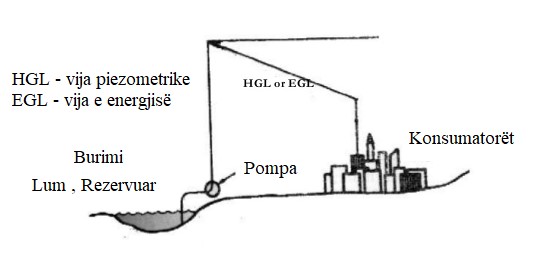 HGL - vija piezometrike
EGL - vija e energjisë
HGL or EGL
Konsumatorët
Burimi
Lum , Rezervuar
Pompa